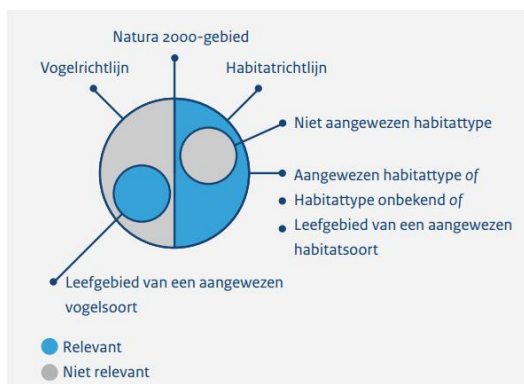 Natura 2000-gebied
Vogelrichtlijn
Habitatrichtlijn
Niet aangewezen habitattype
Aangewezen habitattype of
Habitattype onbekend of
Leefgebied van een aangewezen
habitatsoort
Leefgebied van een aangewezen
vogelsoort
Relevant
Niet relevant